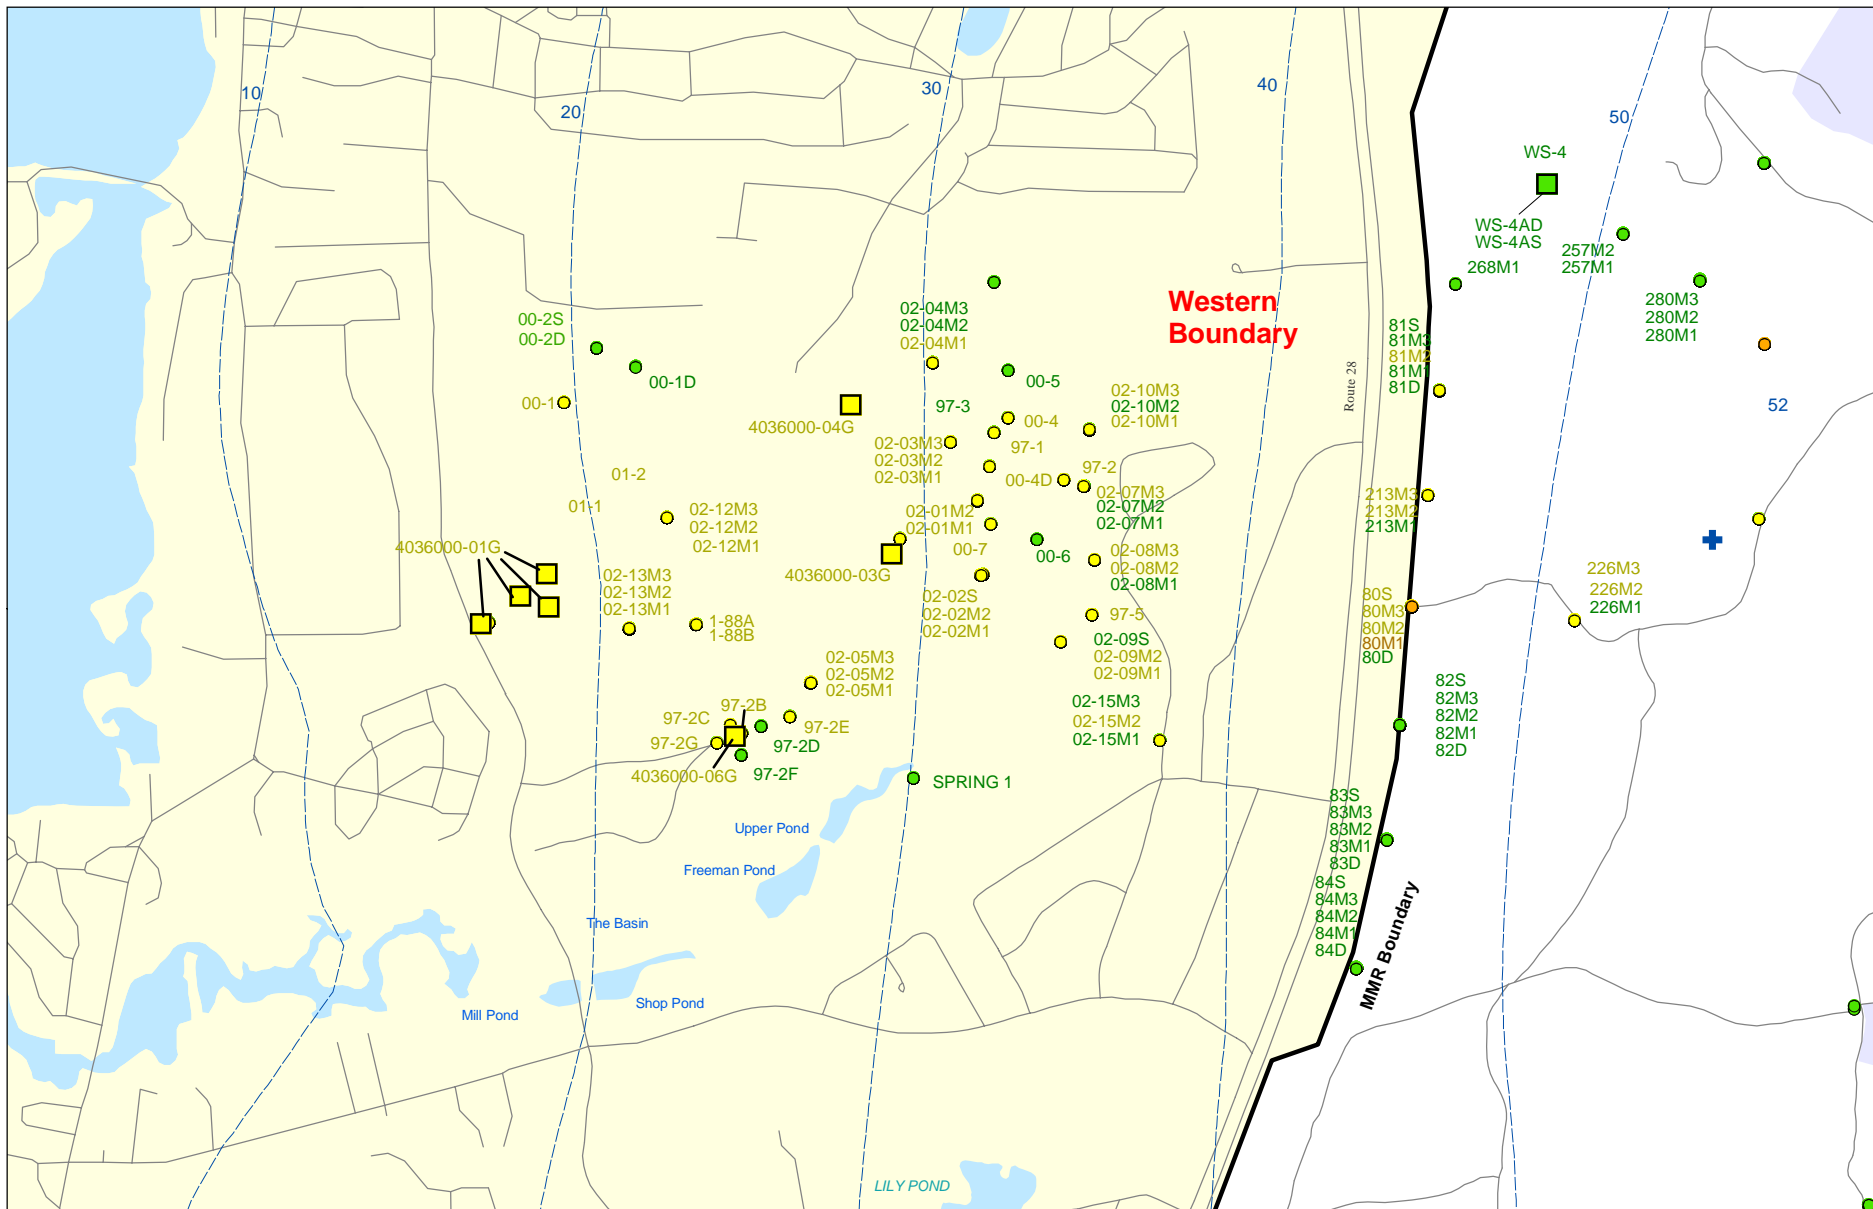 10
20
30
40
50
52
WS-4
WS-4AD
WS-4AS
257M2
257M1
268M1
280M3
280M2
280M1
Western
Boundary
Route 28
00-2S
00-2D
00-1D
00-1
02-04M3
02-04M2
02-04M1
00-5
97-3
4036000-04G
02-10M3
02-10M2
02-10M1
00-4
97-1
02-03M3
02-03M2
02-03M1
00-4D
97-2
02-07M3
02-07M2
02-07M1
81S
81M3
81M2
81M1
81D
213M3
213M2
213M1
01-2
01-1
02-12M3
02-12M2
02-12M1
02-01M2
02-01M1
00-7
00-6
02-08M3
02-08M2
02-08M1
4036000-01G
4036000-03G
02-13M3
02-13M2
02-13M1
1-88A
1-88B
02-02S
02-02M2
02-02M1
97-5
02-09S
02-09M2
02-09M1
80S
80M3
80M2
80M1
80D
226M3
226M2
226M1
02-05M3
02-05M2
02-05M1
97-2B
97-2C
97-2E
97-2G
97-2D
4036000-06G
97-2F
02-15M3
02-15M2
02-15M1
82S
82M3
82M2
82M1
82D
SPRING 1
83S
83M3
83M2
83M1
83D
84S
84M3
84M2
84M1
84D
MMR Boundary
Upper Pond
Freeman Pond
The Basin
Shop Pond
Mill Pond
LILY POND